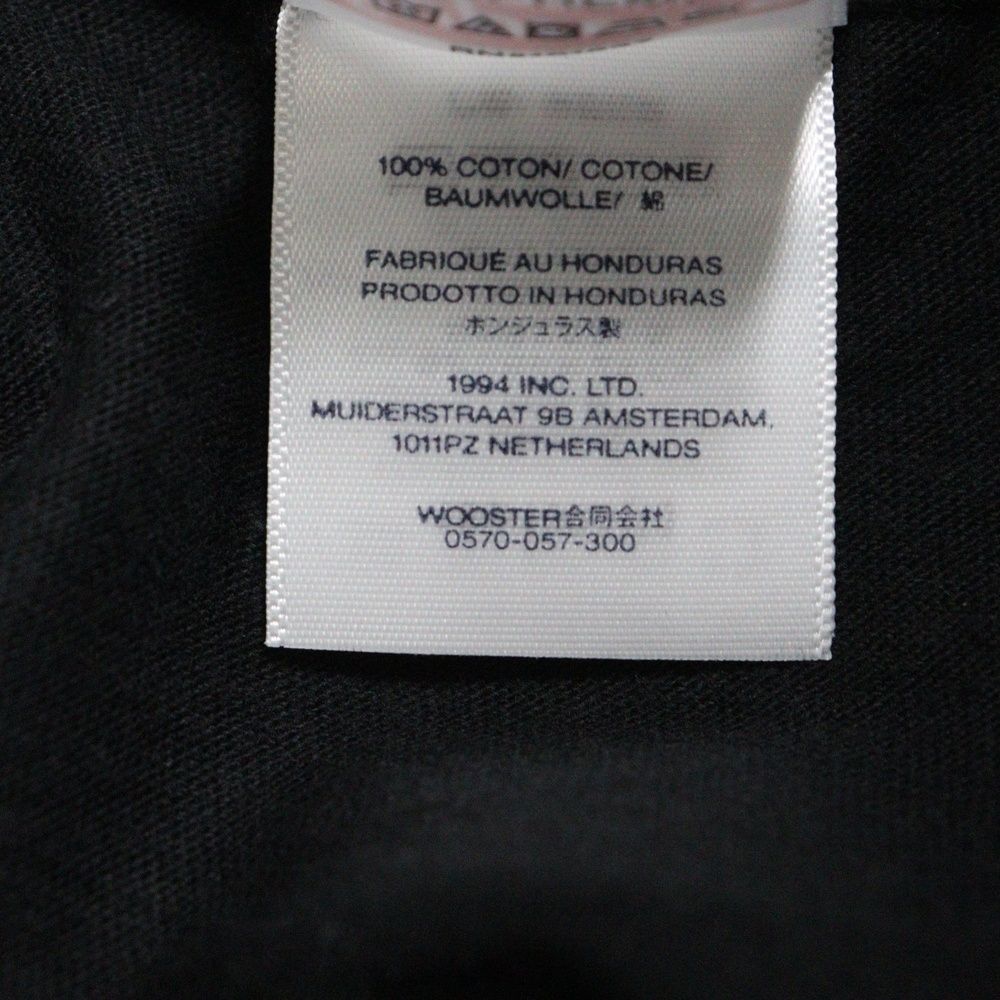 100% COTON/ COTONE/
BAUMWOLLE/ 綿
FABRIQUÉ AU HONDURAS
PRODOTTO IN HONDURAS
ホンジュラス製
1994 INC. LTD.
MUIDERSTRAAT 9B AMSTERDAM,
1011PZ NETHERLANDS
WOOSTER合同会社
0570-057-300